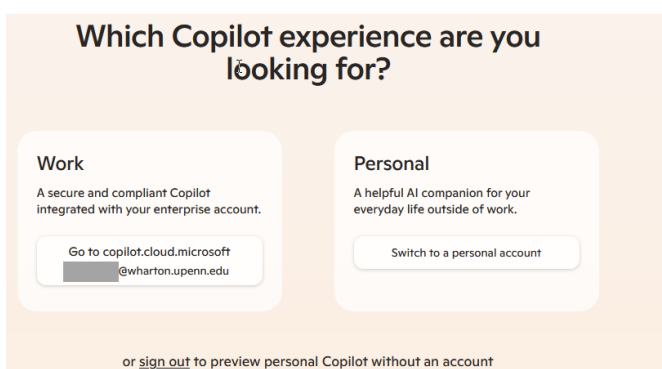 Which Copilot experience are you
looking for?
Work
A secure and compliant Copilot
integrated with your enterprise account.
Go to copilot.cloud.microsoft
@wharton.upenn.edu
Personal
A helpful AI companion for your
everyday life outside of work.
Switch to a personal account
or sign out to preview personal Copilot without an account